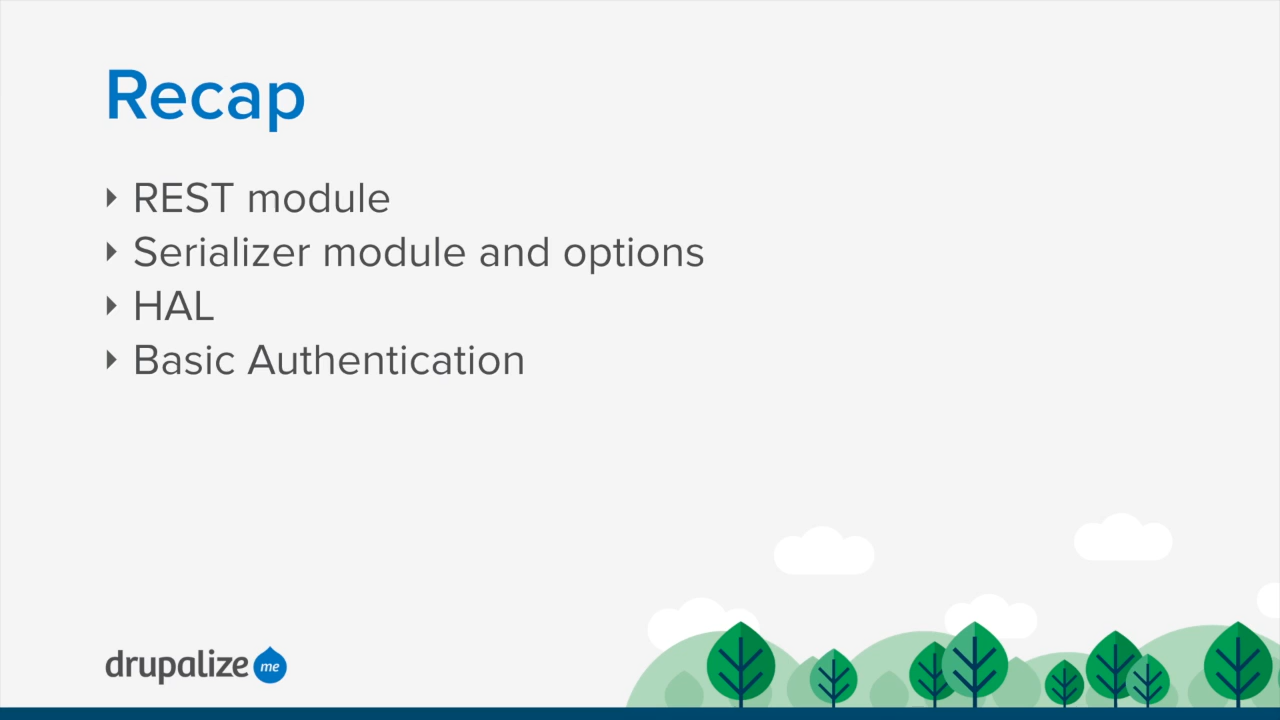 Recap
REST module
Serializer module and options
HAL
Basic Authentication
drupalize me